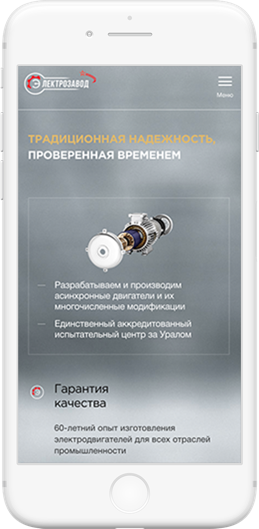 ЭЛЕКТРОЗАВОД
Меню
ТРАДИЦИОННАЯ НАДЕЖНОСТЬ,
ПРОВЕРЕННАЯ ВРЕМЕНЕМ
— Разрабатываем и производим
асинхронные двигатели и их
многочисленные модификации
— Единственный аккредитованный
испытательный центр за Уралом
Гарантия
качества
60-летний опыт изготовления
электродвигателей для всех отраслей
промышленности